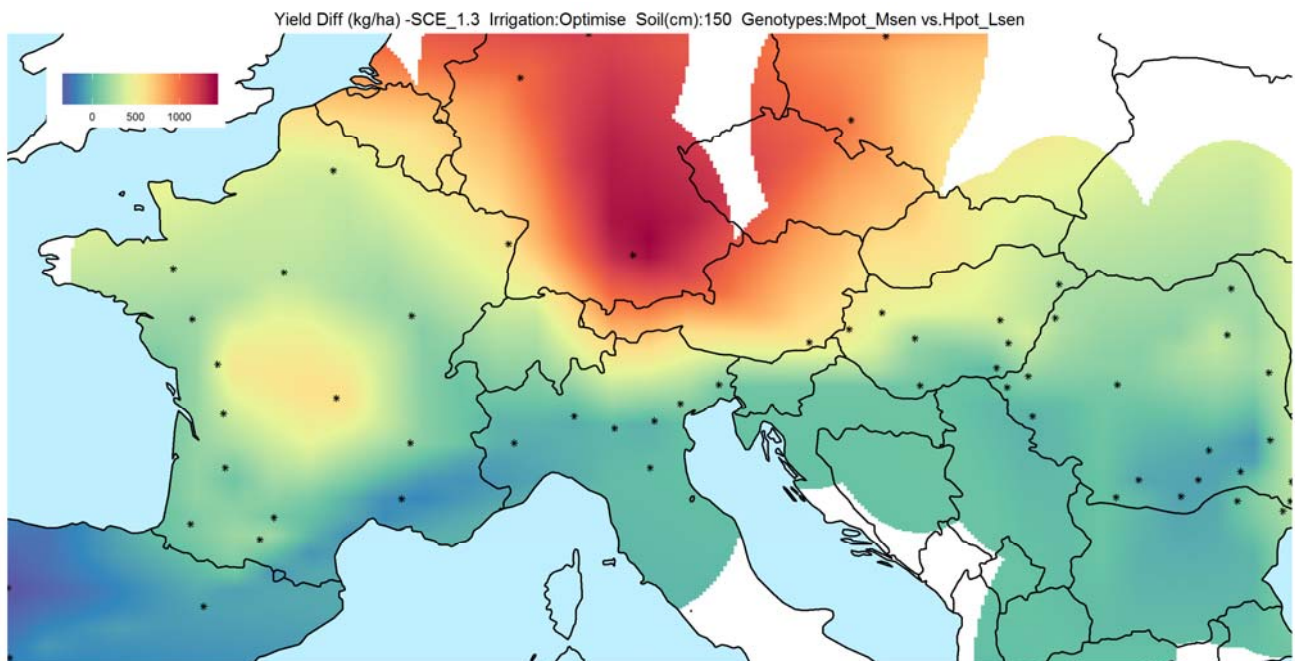 Yield Diff (kg/ha) -SCE_1.3 Irrigation:Optimise Soil(cm):150 Genotypes:Mpot_Msen vs.Hpot_Lsen
0 500 1000